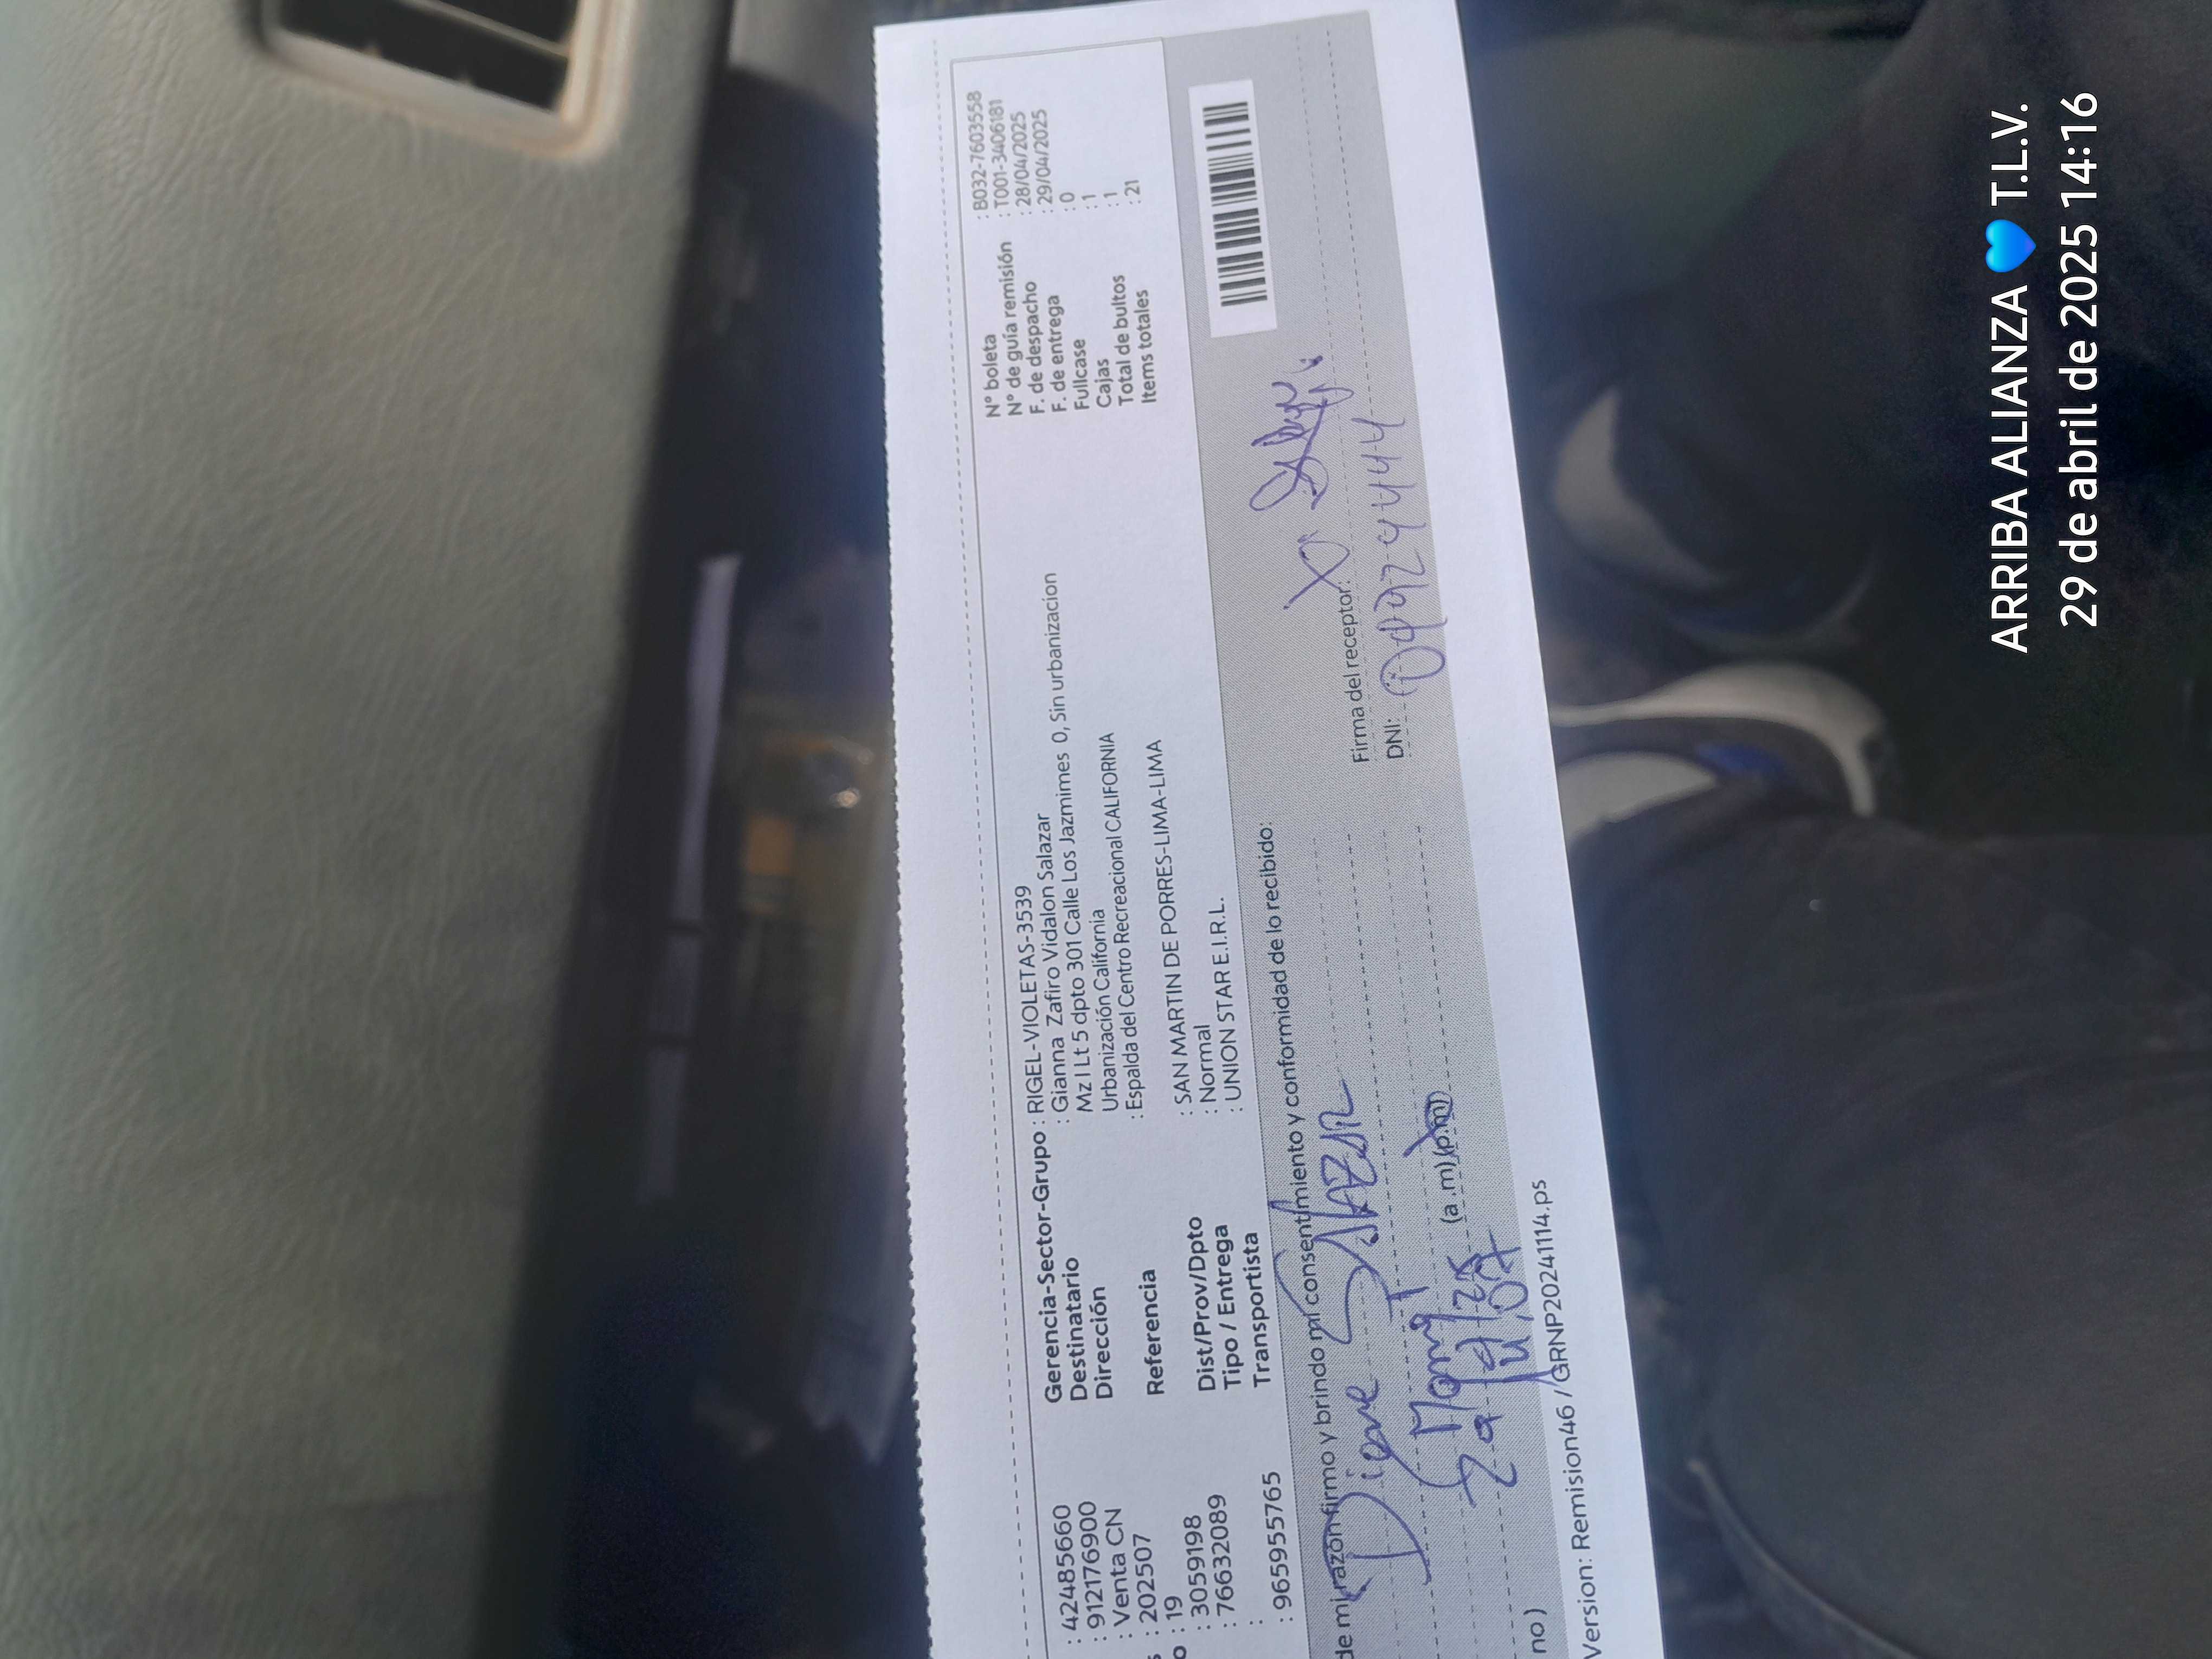 : 42485660
: 912176900
: Venta CN
: 202507
: 19
: 3059198
: 76632089
:
: 965955765
Gerencia-Sector-Grupo : RIGEL-VIOLETAS-3539
Destinatario : Gianna Zafiro Vidalon Salazar
Dirección Mz I Lt 5 dpto 301 Calle Los Jazmimes 0, Sin urbanizacion
Urbanización California
Referencia : Espalda del Centro Recreacional CALIFORNIA
Dist/Prov/Dpto : SAN MARTIN DE PORRES-LIMA-LIMA
Tipo / Entrega : Normal
Transportista : UNION STAR E.I.R.L.
N° boleta : B032-7603558
N° de guía remisión : T001-3406181
F. de despacho : 28/04/2025
F. de entrega : 29/04/2025
Fullcase : 0
Cajas : 1
Total de bultos : 1
Items totales : 21
de mi razón firmo y brindo mi consentimiento y conformidad de lo recibido:
SALAZAR
(a.m) (p.m)
no)
Firma del receptor:
DNI:
Version: Remision46 / GRNP20241114.ps
ARRIBA ALIANZA 💙 T.L.V.
29 de abril de 2025 14:16